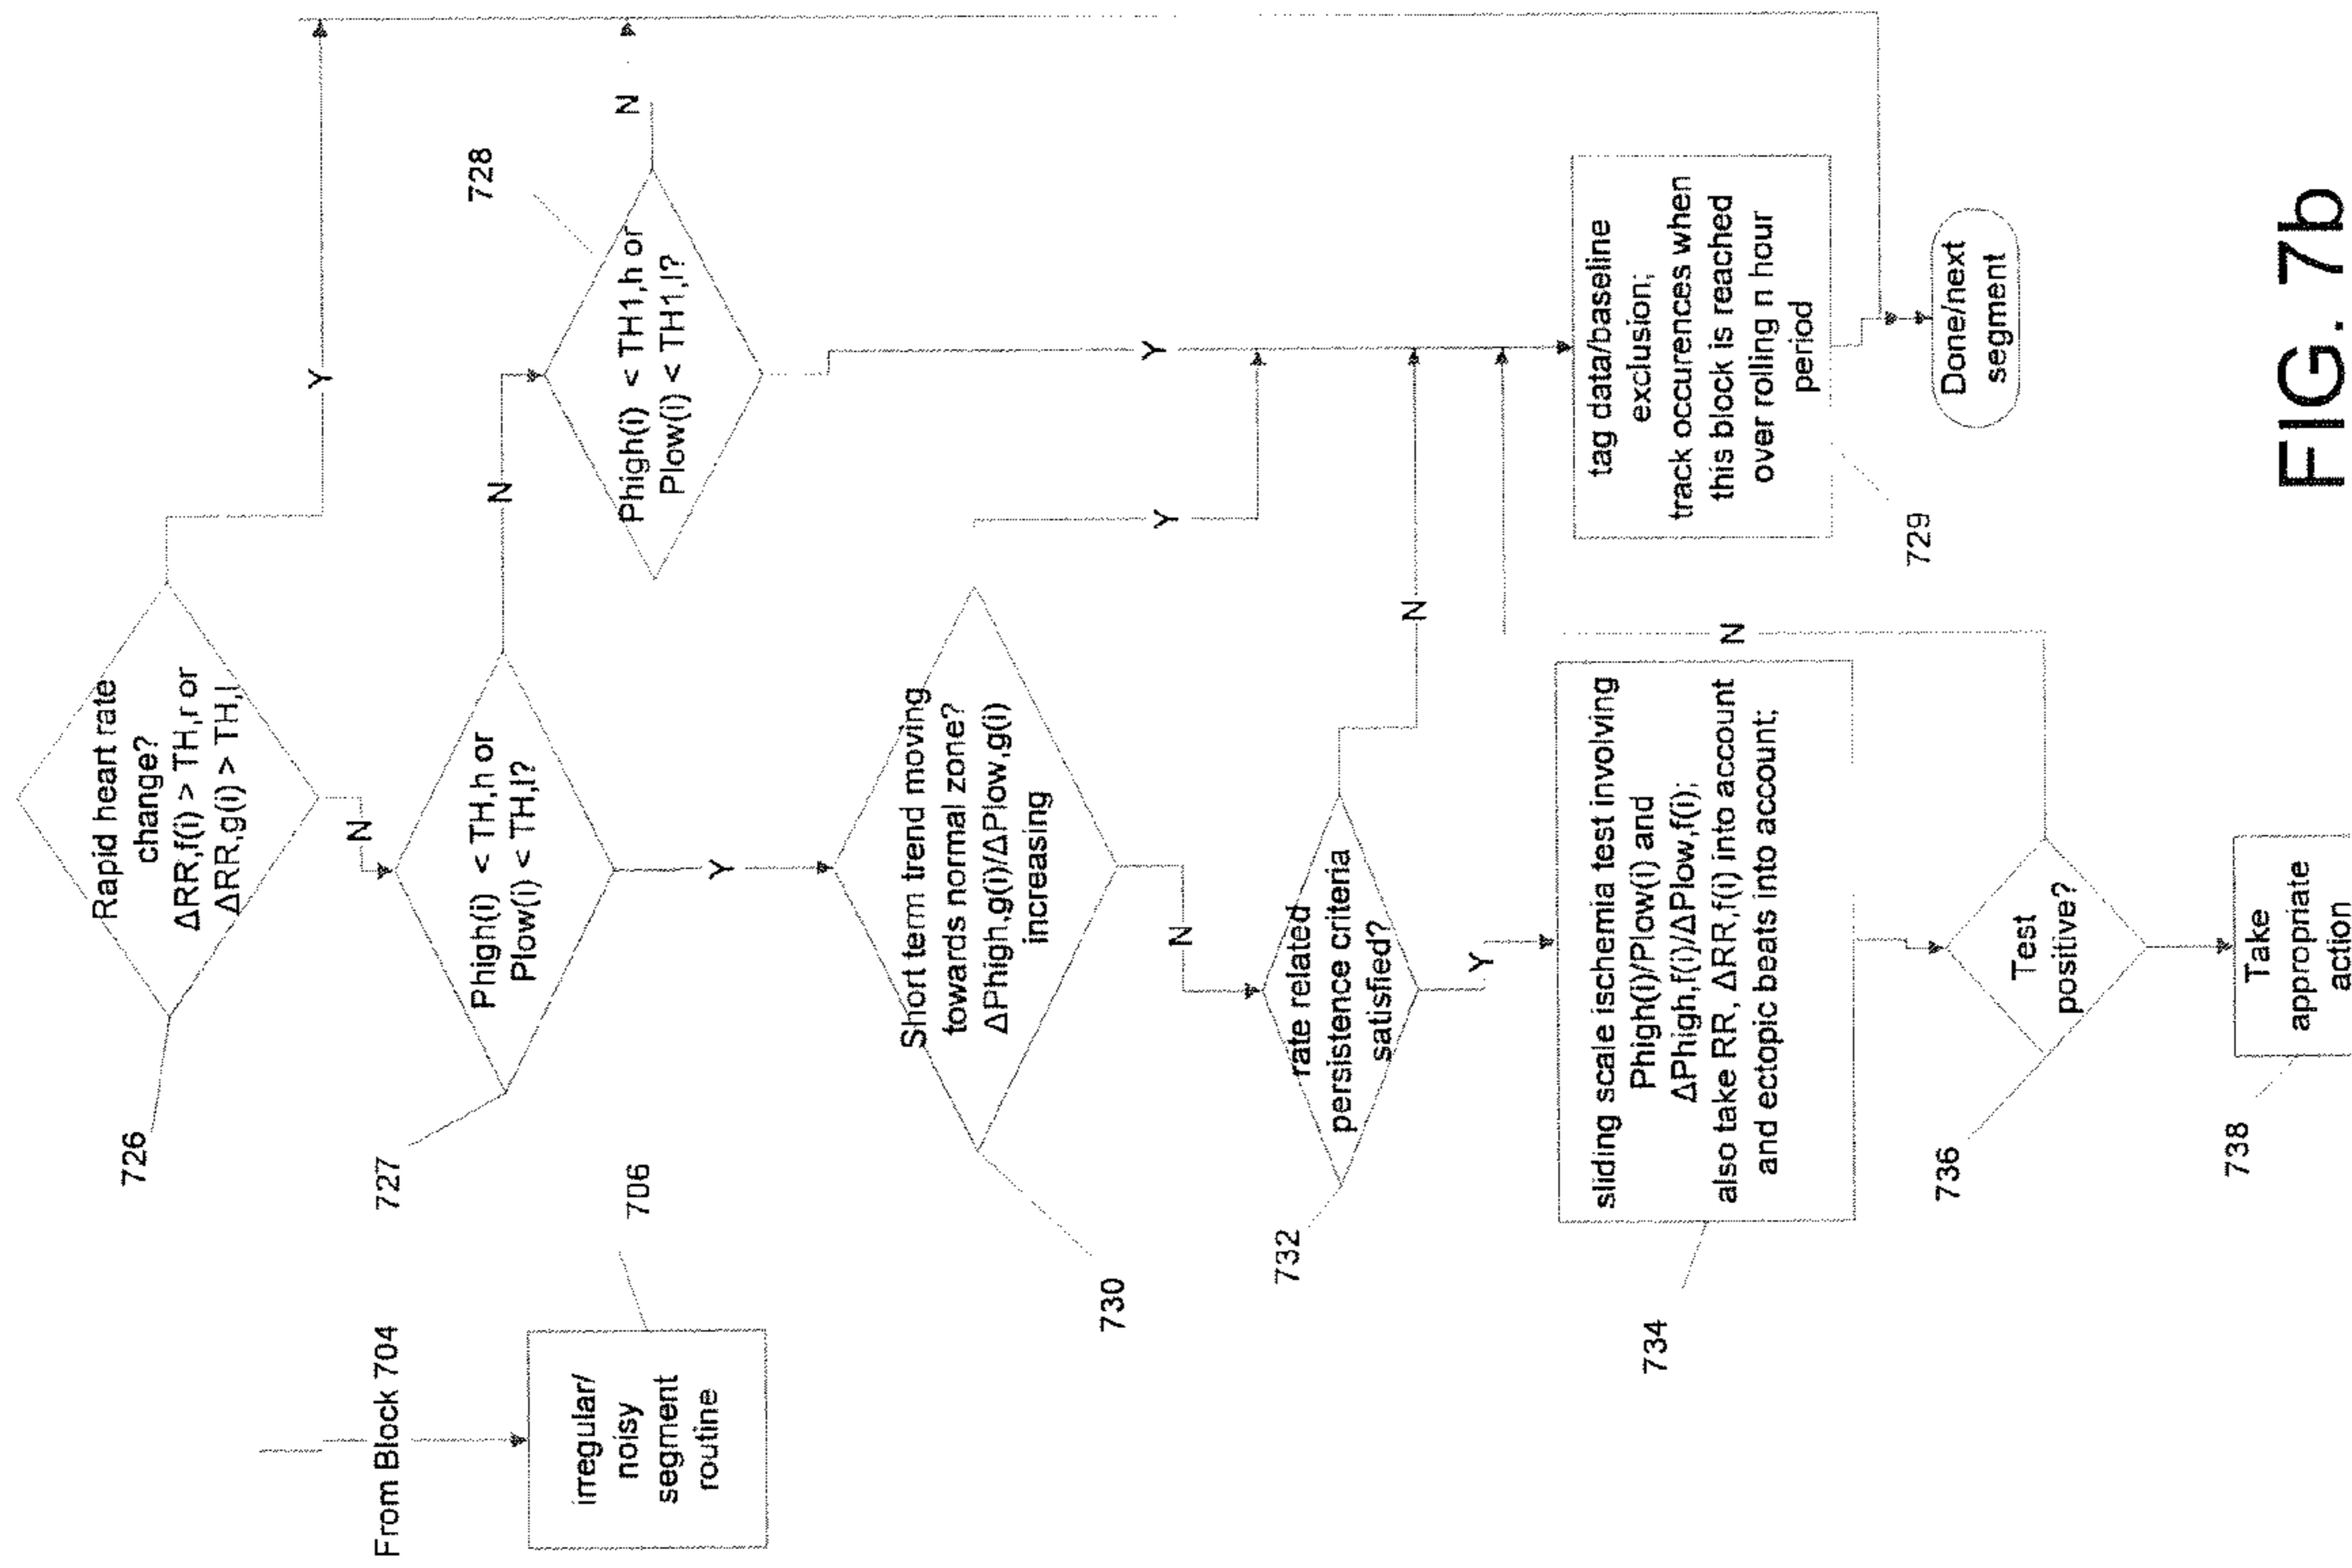 Rapid heart rate
change?
ΔRR,f(i) > TH,r or
ΔRR,g(i) > TH,l
726
Y
N
Phigh(i) < TH,h or
Plow(i) < TH,l?
727
N
Phigh(i) < TH1,h or
Plow(i) < TH1,l?
728
N
From Block 704
irregular/
noisy
segment
routine
706
Y
Y
Short term trend moving
towards normal zone?
ΔPhigh,g(i)/ΔPlow,g(i)
increasing
730
Y
N
rate related
persistence criteria
satisfied?
732
N
Y
sliding scale ischemia test involving
Phigh(i)/Plow(i) and
ΔPhigh,f(i)/ΔPlow,f(i);
also take RR, ΔRR,f(i) into account
and ectopic beats into account;
734
N
tag data/baseline
exclusion;
track occurences when
this block is reached
over rolling n hour
period
729
Test
positive?
736
Done/next
segment
Take
appropriate
action
738
FIG. 7b